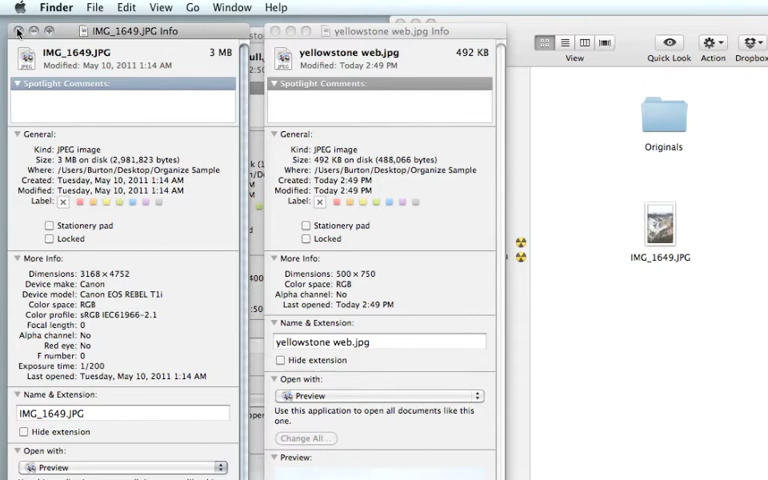 Finder File Edit View Go Window Help
IMG_1649.JPG Info
IMG_1649.JPG 3 MB
Modified: May 10, 2011 1:14 AM
Spotlight Comments:
General:
Kind: JPEG image
Size: 3 MB on disk (2,981,823 bytes)
Where: /Users/Burton/Desktop/Organize Sample
Created: Tuesday, May 10, 2011 1:14 AM
Modified: Tuesday, May 10, 2011 1:14 AM
Label:
Stationery pad
Locked
More Info:
Dimensions: 3168 × 4752
Device make: Canon
Device model: Canon EOS REBEL T1i
Color space: RGB
Color profile: sRGB IEC61966-2.1
Focal length: 0
Alpha channel: No
Red eye: No
F number: 0
Exposure time: 1/200
Last opened: Tuesday, May 10, 2011 1:14 AM
Name & Extension:
IMG_1649.JPG
Hide extension
Open with:
Preview
yellowstone web.jpg Info
yellowstone web.jpg 492 KB
Modified: Today 2:49 PM
Spotlight Comments:
General:
Kind: JPEG image
Size: 492 KB on disk (488,066 bytes)
Where: /Users/Burton/Desktop/Organize Sample
Created: Today 2:49 PM
Modified: Today 2:49 PM
Label:
Stationery pad
Locked
More Info:
Dimensions: 500 × 750
Color space: RGB
Alpha channel: No
Last opened: Today 2:49 PM
Name & Extension:
yellowstone web.jpg
Hide extension
Open with:
Preview
Use this application to open all documents like this
one.
Change All...
Preview:
View Quick Look Action Dropbox
Originals
IMG_1649.JPG